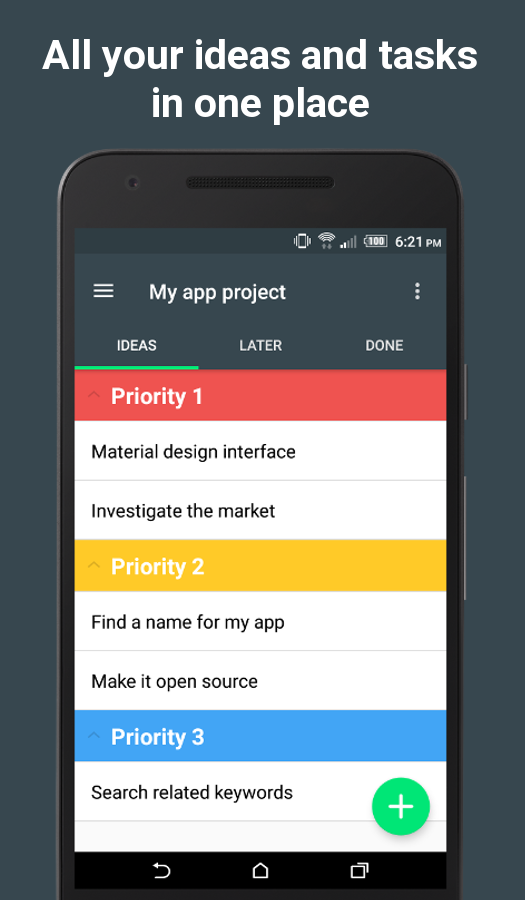 All your ideas and tasks
in one place
100 6:21 PM
My app project
IDEAS LATER DONE
Priority 1
Material design interface
Investigate the market
Priority 2
Find a name for my app
Make it open source
Priority 3
Search related keywords